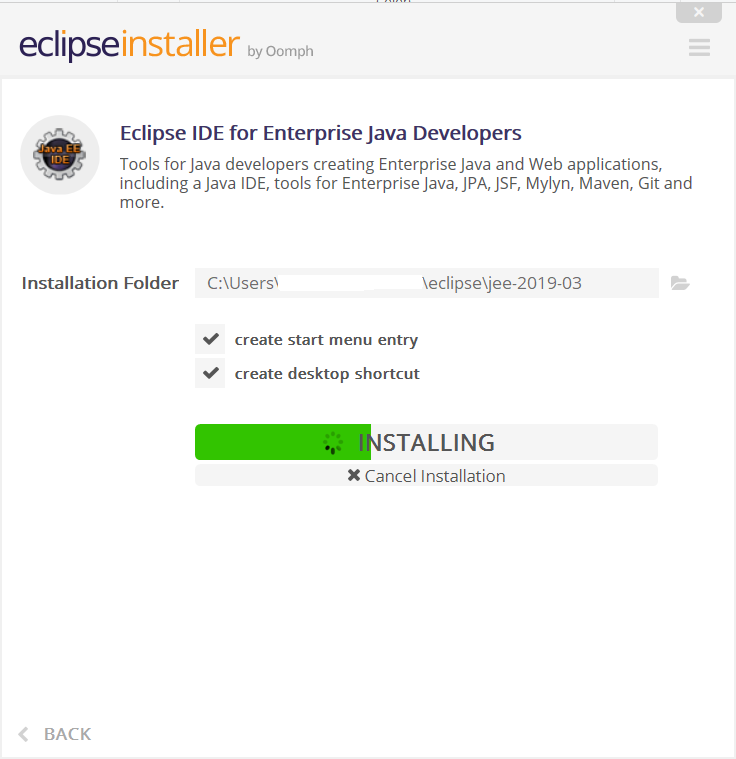 eclipseinstaller by Oomph
Java EE
IDE
Eclipse IDE for Enterprise Java Developers
Tools for Java developers creating Enterprise Java and Web applications,
including a Java IDE, tools for Enterprise Java, JPA, JSF, Mylyn, Maven, Git and
more.
Installation Folder C:\Users\ \eclipse\jee-2019-03
create start menu entry
create desktop shortcut
INSTALLING
Cancel Installation
BACK